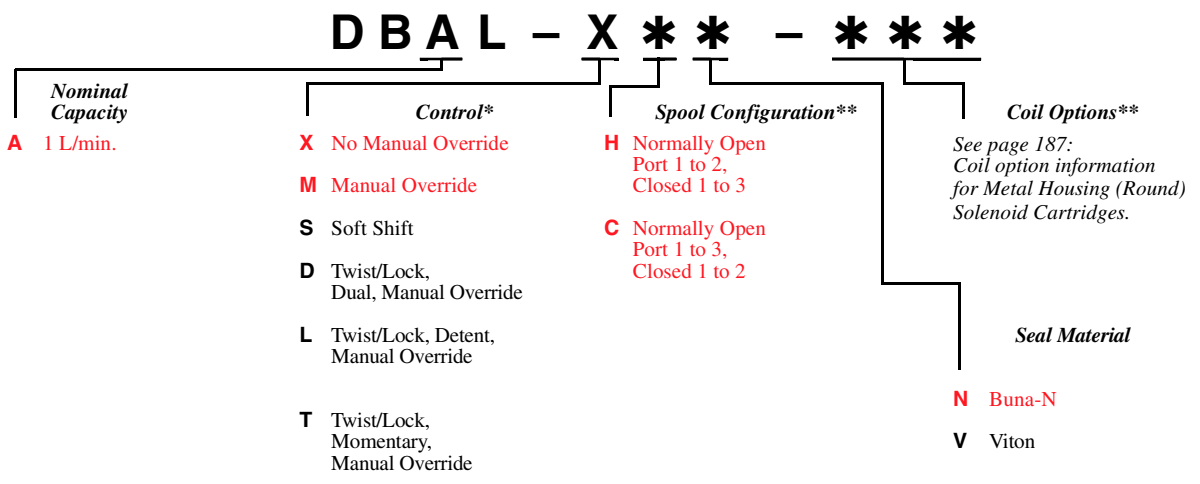 DBAL – X✱✱ – ✱✱✱
Nominal
Capacity
A 1 L/min.
Control*
X No Manual Override
M Manual Override
S Soft Shift
D Twist/Lock,
Dual, Manual Override
L Twist/Lock, Detent,
Manual Override
T Twist/Lock,
Momentary,
Manual Override
Spool Configuration**
H Normally Open
Port 1 to 2,
Closed 1 to 3
C Normally Open
Port 1 to 3,
Closed 1 to 2
Coil Options**
See page 187:
Coil option information
for Metal Housing (Round)
Solenoid Cartridges.
Seal Material
N Buna-N
V Viton